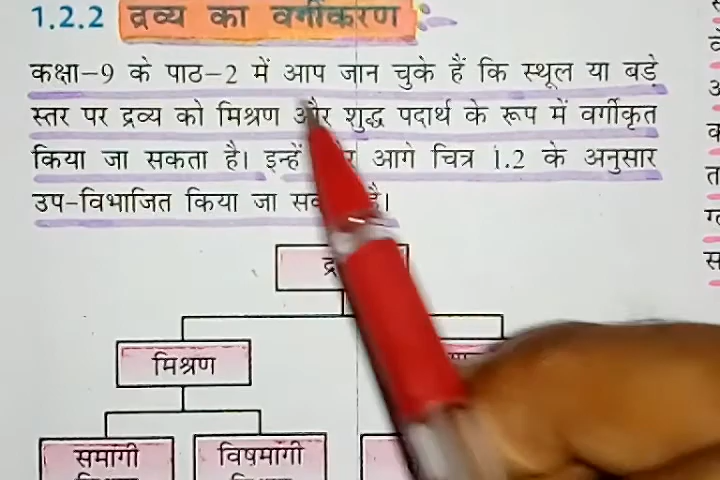 1.2.2 द्रव्य का वर्गीकरण
कक्षा-9 के पाठ-2 में आप जान चुके हैं कि स्थूल या बड़े
स्तर पर द्रव्य को मिश्रण और शुद्ध पदार्थ के रूप में वर्गीकृत
किया जा सकता है। इन्हें आगे चित्र 1.2 के अनुसार
उप-विभाजित किया जा है।
मिश्रण
समांगी
विषमांगी